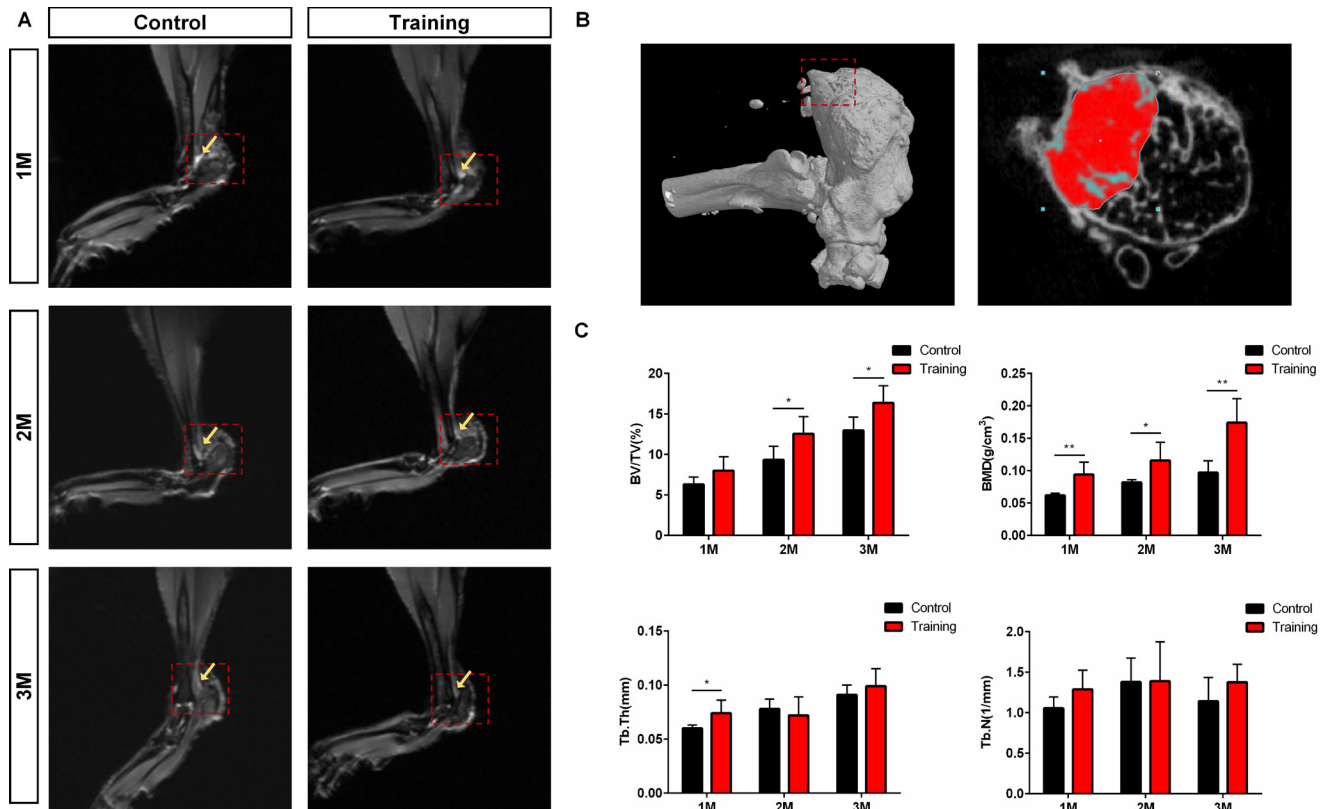 A
Control
Training
1M
2M
3M
B
C
Control
Training
BV/TV(%)
20
15
10
5
0
*
*
1M
2M
3M
Control
Training
BMD(g/cm³)
0.25
0.20
0.15
0.10
0.05
0.00
**
*
**
1M
2M
3M
Control
Training
Tb.Th(mm)
0.15
0.10
0.05
0.00
*
1M
2M
3M
Control
Training
Tb.N(1/mm)
2.0
1.5
1.0
0.5
0.0
1M
2M
3M